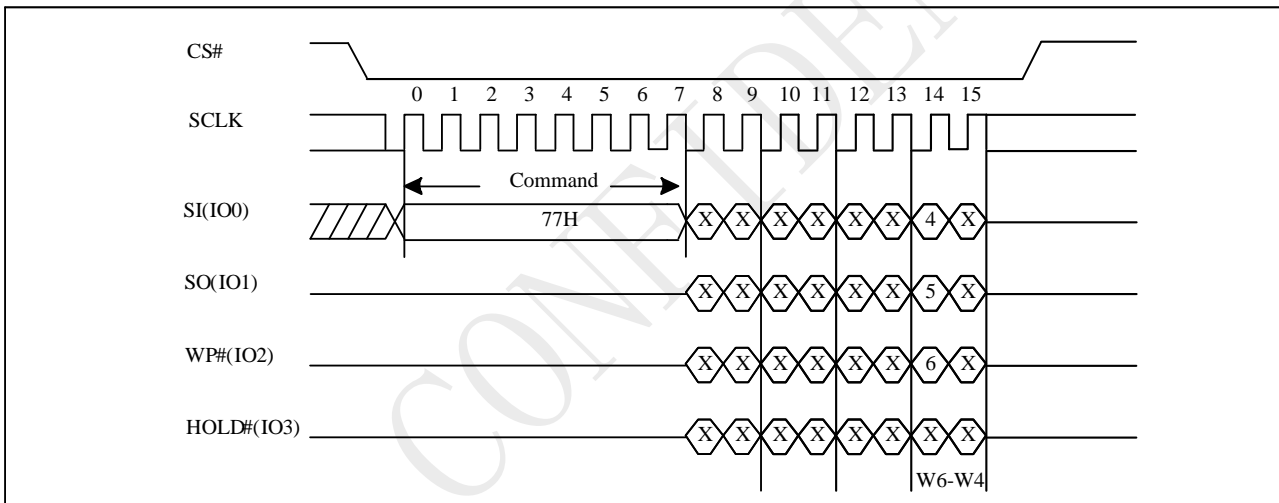 CS#
0 1 2 3 4 5 6 7 8 9 10 11 12 13 14 15
SCLK
Command
SI(IO0) 77H X X X X X X 4 X
SO(IO1) X X X X X X 5 X
WP#(IO2) X X X X X X 6 X
HOLD#(IO3) X X X X X X X X
W6-W4